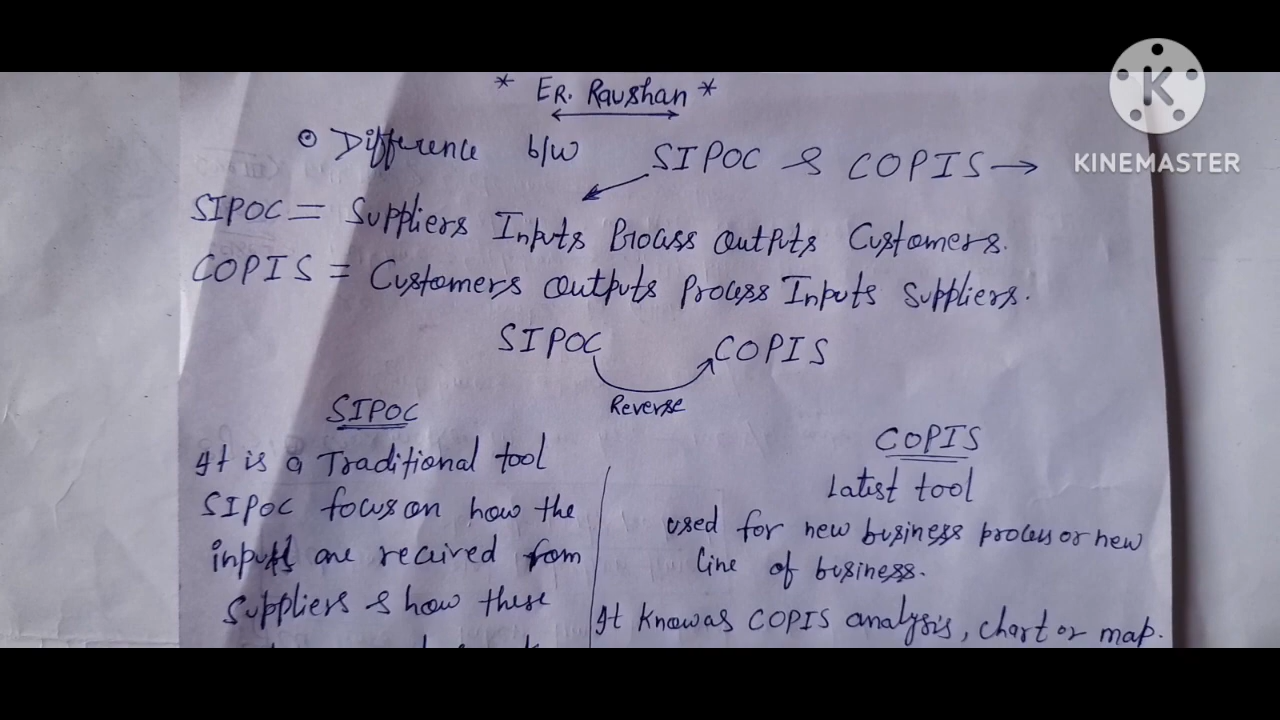 * ER. Raushan *
Difference b/w SIPOC & COPIS →
SIPOC = Suppliers Inputs Process Outputs Customers.
COPIS = Customers Outputs Process Inputs Suppliers.
SIPOC COPIS
Reverse
SIPOC
It is a Traditional tool
SIPOC focus on how the
inputs are received from
Suppliers & how these
COPIS
Latest tool
used for new business process or new
line of business.
It knowas COPIS analysis, chart or map.
K
KINEMASTER